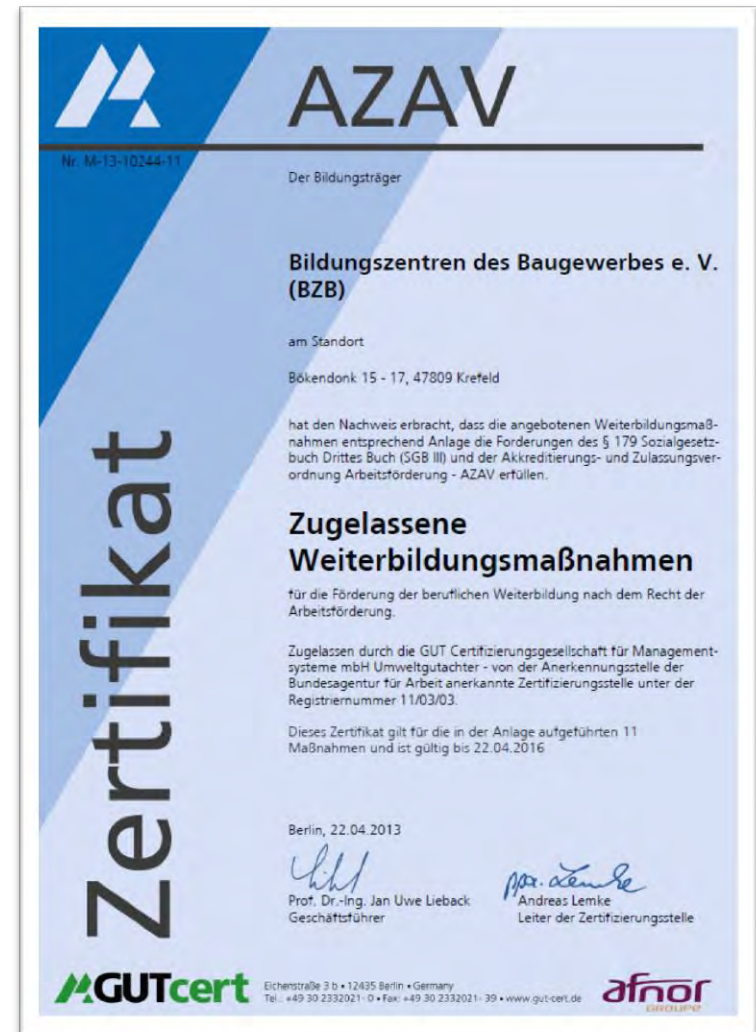 AZAV
Nr. M-13-10244-11
Der Bildungsträger
Bildungszentren des Baugewerbes e. V.
(BZB)
am Standort
Bökendonk 15 - 17, 47809 Krefeld
hat den Nachweis erbracht, dass die angebotenen Weiterbildungsmaß-
nahmen entsprechend Anlage die Forderungen des § 179 Sozialgesetz-
buch Drittes Buch (SGB III) und der Akkreditierungs- und Zulassungsver-
ordnung Arbeitsförderung - AZAV erfüllen.
Zugelassene
Weiterbildungsmaßnahmen
für die Förderung der beruflichen Weiterbildung nach dem Recht der
Arbeitsförderung.
Zugelassen durch die GUT Certifizierungsgesellschaft für Management-
systeme mbH Umweltgutachter - von der Anerkennungsstelle der
Bundesagentur für Arbeit anerkannte Zertifizierungsstelle unter der
Registriernummer 11/03/03.
Dieses Zertifikat gilt für die in der Anlage aufgeführten 11
Maßnahmen und ist gültig bis 22.04.2016
Zertifikat
Berlin, 22.04.2013
ppa. Lemke
Prof. Dr.-Ing. Jan Uwe Lieback
Geschäftsführer
Andreas Lemke
Leiter der Zertifizierungsstelle
GUTcert
Eichenstraße 3 b • 12435 Berlin • Germany
Tel.: +49 30 2332021- 0 • Fax: +49 30 2332021- 39 • www.gut-cert.de
afnor
GROUPE